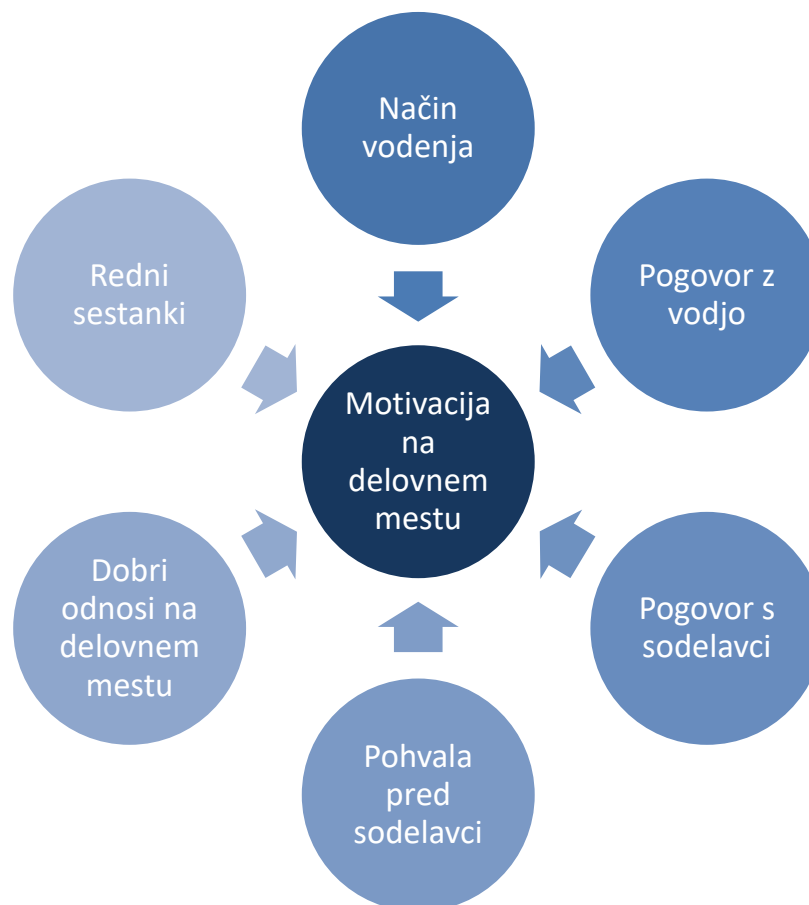 Način
vodenja
Pogovor z
vodjo
Pogovor s
sodelavci
Pohvala
pred
sodelavci
Dobri
odnosi na
delovnem
mestu
Redni
sestanki
Motivacija
na
delovnem
mestu